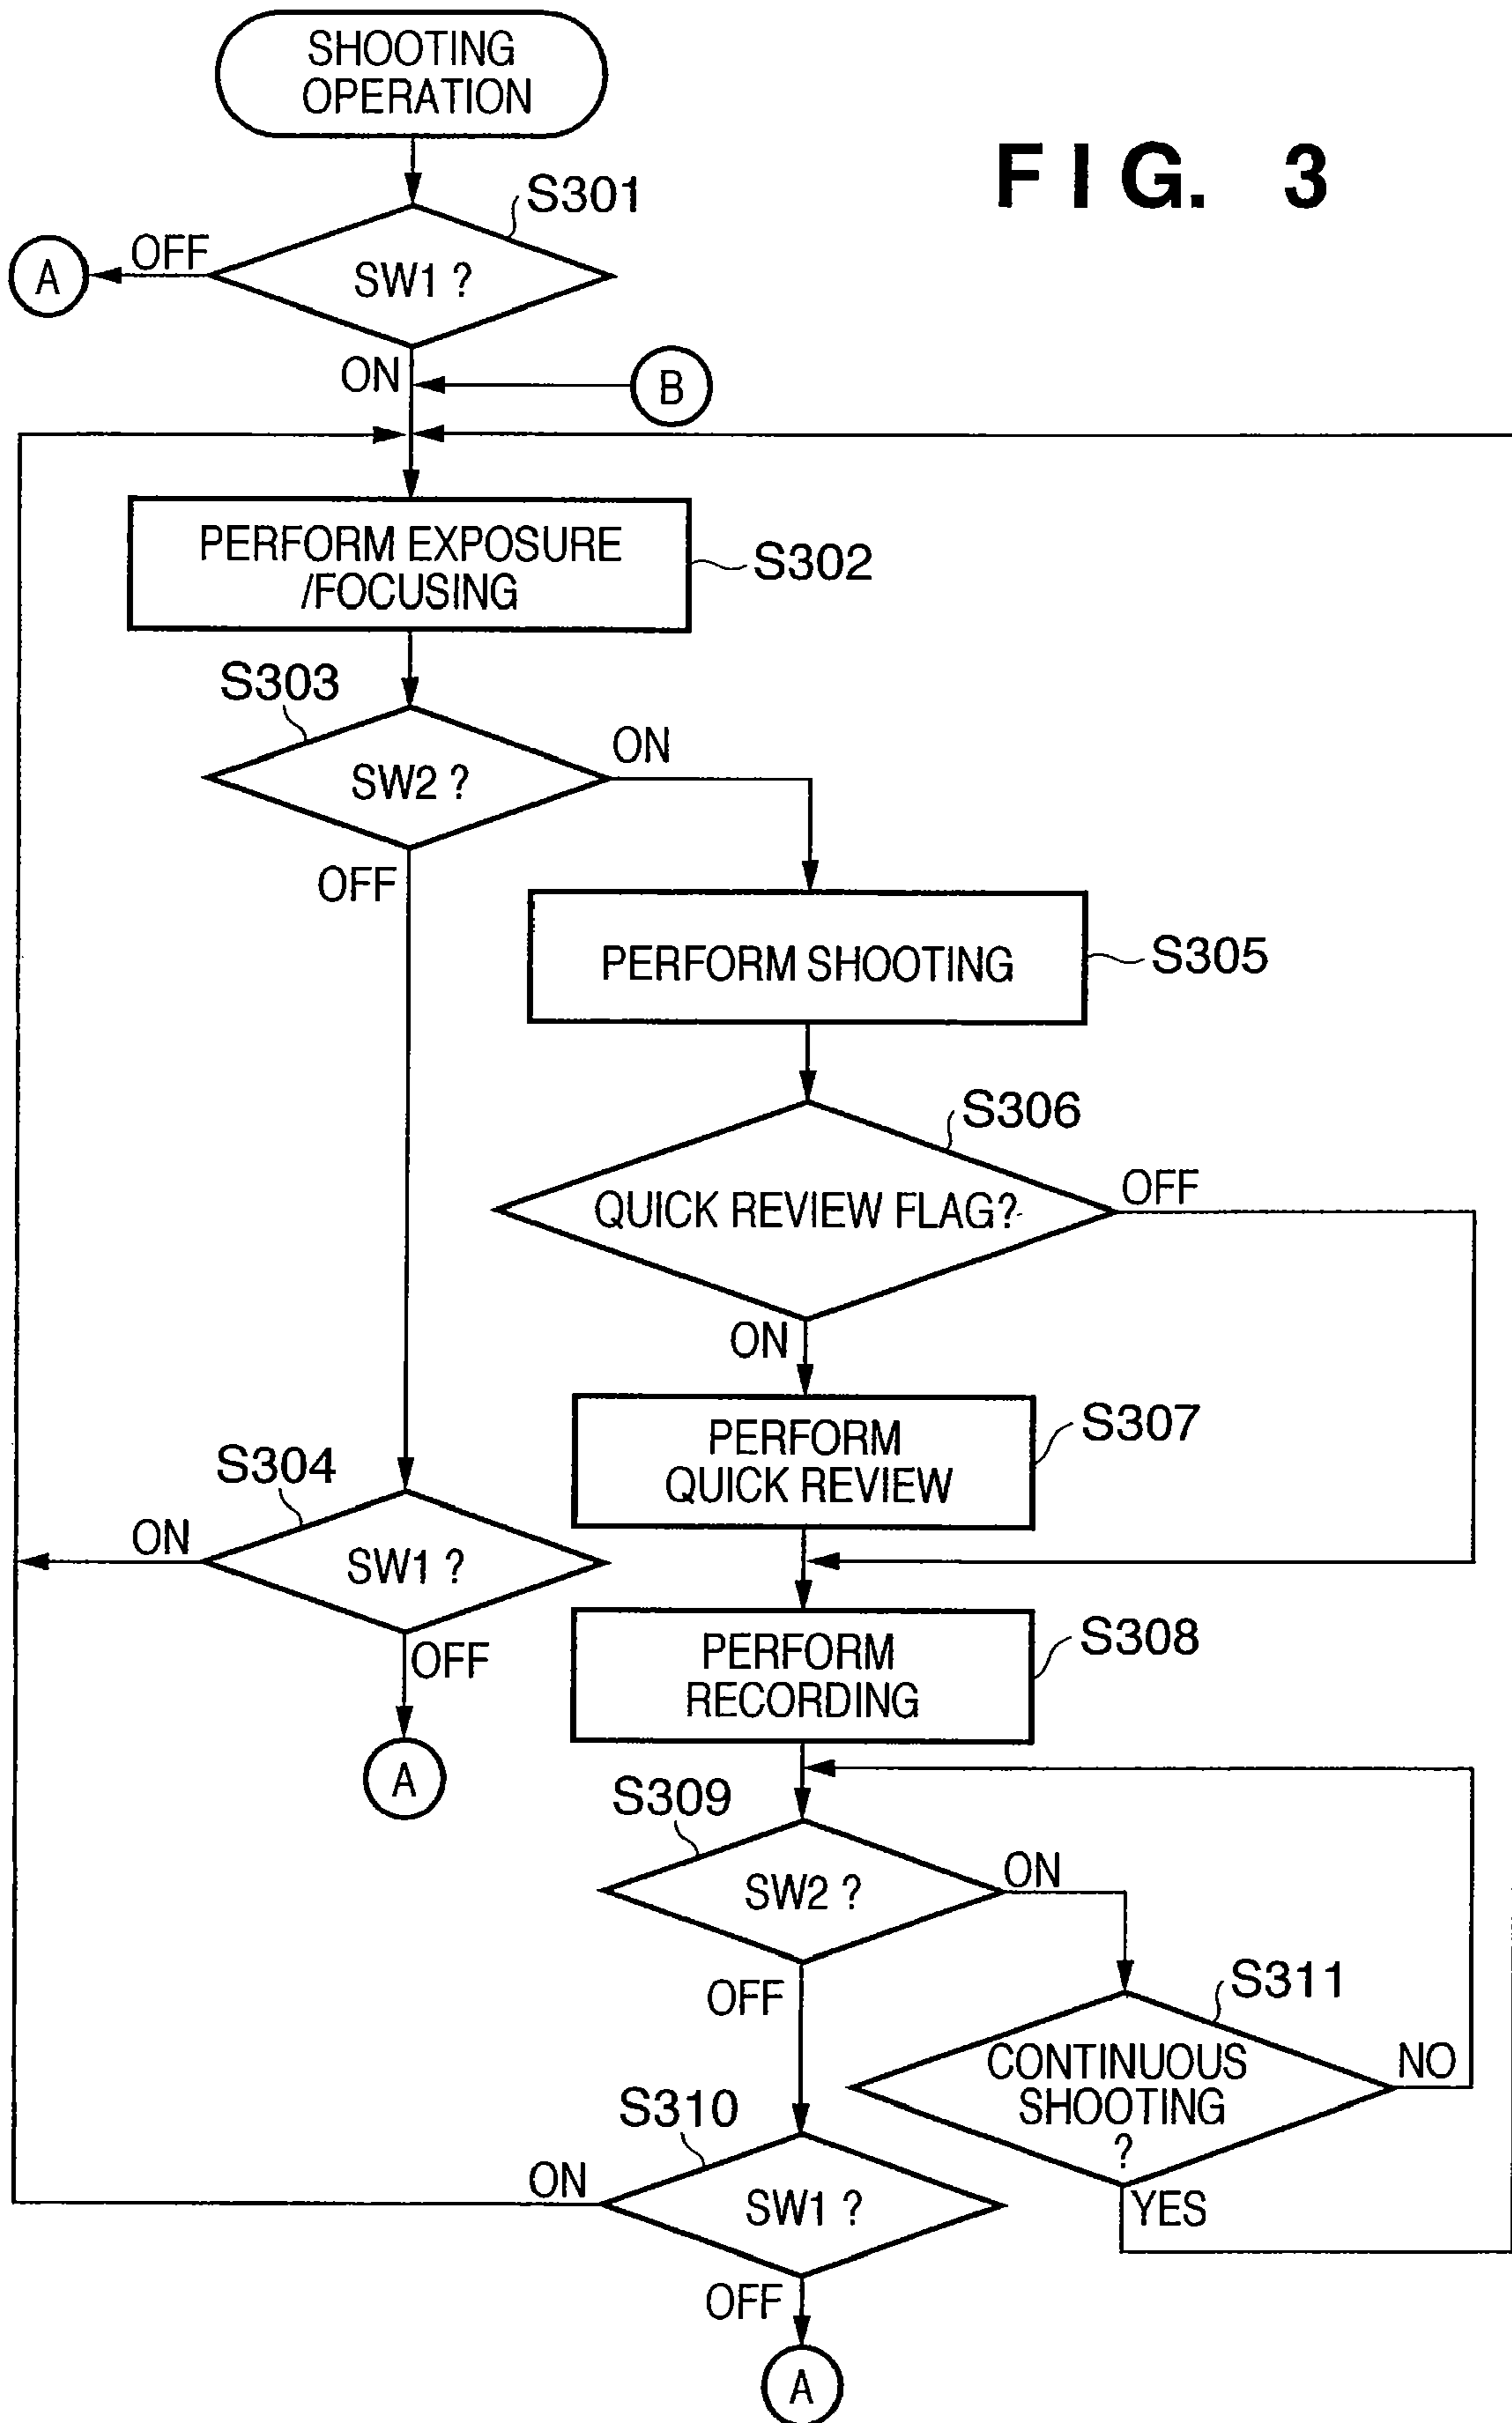 SHOOTING
OPERATION
FIG. 3
S301
A
OFF
SW1 ?
ON
B
PERFORM EXPOSURE
/FOCUSING
S302
S303
SW2 ?
ON
OFF
PERFORM SHOOTING
S305
S306
QUICK REVIEW FLAG?
OFF
ON
PERFORM
QUICK REVIEW
S307
S304
ON
SW1 ?
OFF
A
PERFORM
RECORDING
S308
S309
SW2 ?
ON
OFF
S311
CONTINUOUS
SHOOTING
?
NO
YES
S310
ON
SW1 ?
OFF
A